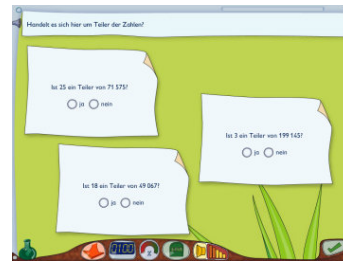 Handelt es sich hier um Teiler der Zahlen?
Ist 25 ein Teiler von 71 575?
ja nein
Ist 3 ein Teiler von 199 145?
ja nein
Ist 18 ein Teiler von 49 067?
ja nein